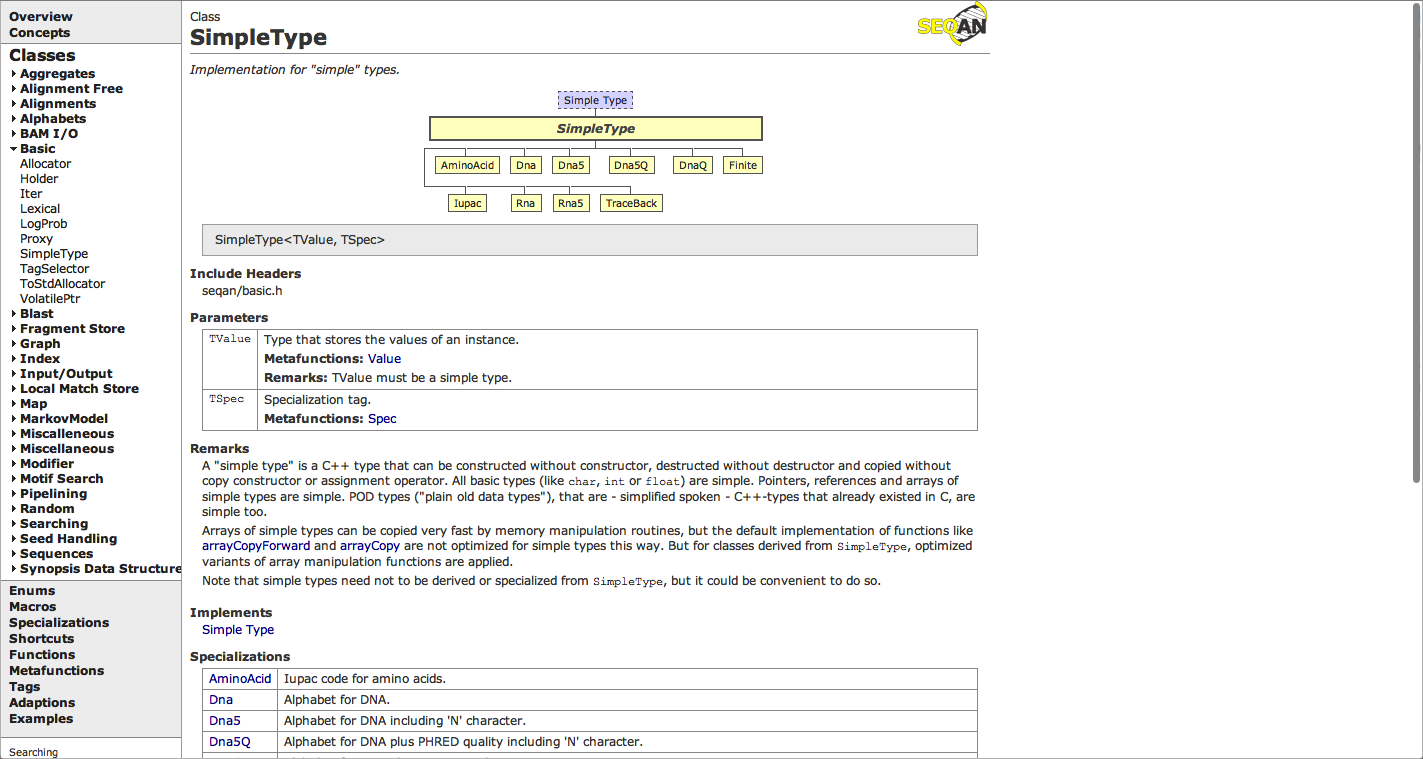 Overview
Concepts
Classes
Aggregates
Alignment Free
Alignments
Alphabets
BAM I/O
Basic
Allocator
Holder
Iter
Lexical
LogProb
Proxy
SimpleType
TagSelector
ToStdAllocator
VolatilePtr
Blast
Fragment Store
Graph
Index
Input/Output
Local Match Store
Map
MarkovModel
Miscalleneous
Miscellaneous
Modifier
Motif Search
Pipelining
Random
Searching
Seed Handling
Sequences
Synopsis Data Structure
Enums
Macros
Specializations
Shortcuts
Functions
Metafunctions
Tags
Adaptions
Examples
Searching
Class
SEQAN
SimpleType
Implementation for "simple" types.
Simple Type
SimpleType
AminoAcid Dna Dna5 Dna5Q DnaQ Finite
Iupac Rna Rna5 TraceBack
SimpleType<TValue, TSpec>
Include Headers
seqan/basic.h
Parameters
TValue Type that stores the values of an instance.
Metafunctions: Value
Remarks: TValue must be a simple type.
TSpec Specialization tag.
Metafunctions: Spec
Remarks
A "simple type" is a C++ type that can be constructed without constructor, destructed without destructor and copied without
copy constructor or assignment operator. All basic types (like char, int or float) are simple. Pointers, references and arrays of
simple types are simple. POD types ("plain old data types"), that are - simplified spoken - C++-types that already existed in C, are
simple too.
Arrays of simple types can be copied very fast by memory manipulation routines, but the default implementation of functions like
arrayCopyForward and arrayCopy are not optimized for simple types this way. But for classes derived from SimpleType, optimized
variants of array manipulation functions are applied.
Note that simple types need not to be derived or specialized from SimpleType, but it could be convenient to do so.
Implements
Simple Type
Specializations
AminoAcid Iupac code for amino acids.
Dna Alphabet for DNA.
Dna5 Alphabet for DNA including 'N' character.
Dna5Q Alphabet for DNA plus PHRED quality including 'N' character.